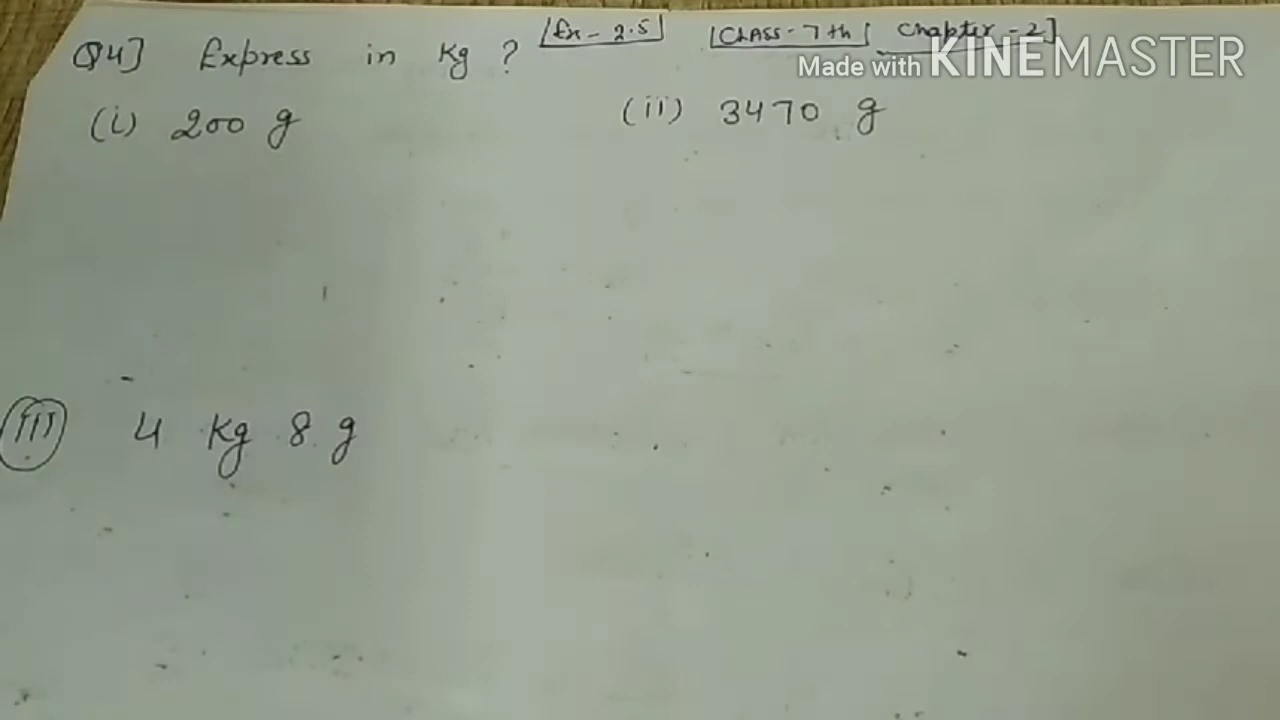 Q4] Express in Kg ? [Ex - 2.5] [CLASS - 7th] Chapter - 2]
Made with KINEMASTER
(i) 200 g (ii) 3470 g
(iii) 4 Kg 8 g